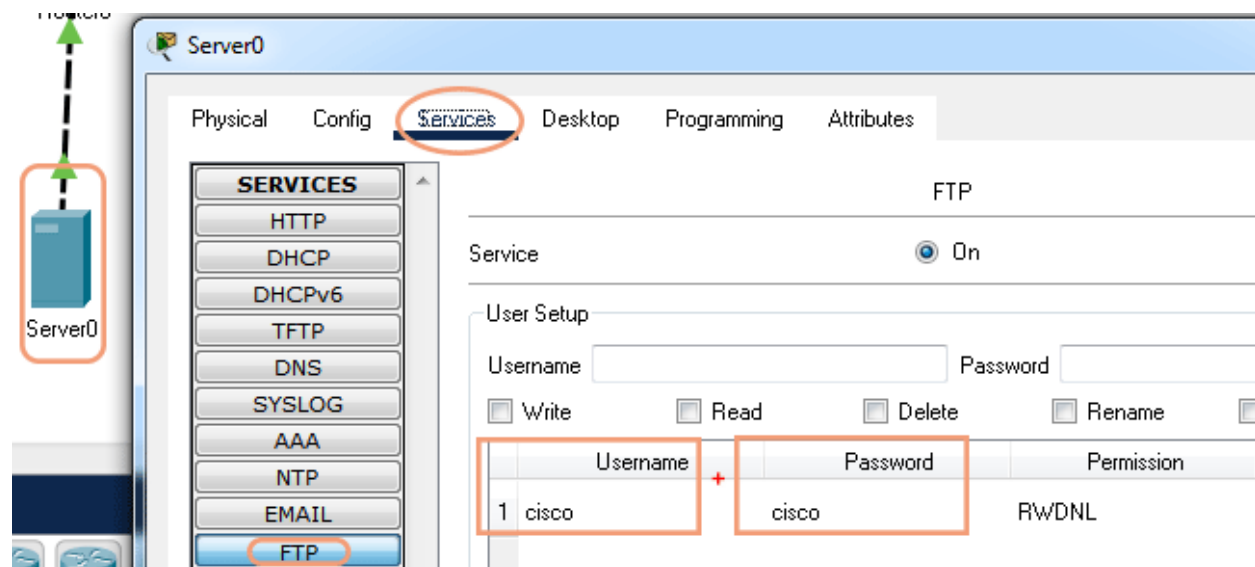 Server0
Physical Config Services Desktop Programming Attributes
SERVICES
HTTP
DHCP
DHCPv6
TFTP
DNS
SYSLOG
AAA
NTP
EMAIL
FTP
FTP
Service On
User Setup
Username Password
Write Read Delete Rename
Username Password Permission
1 cisco cisco RWDNL
Server0